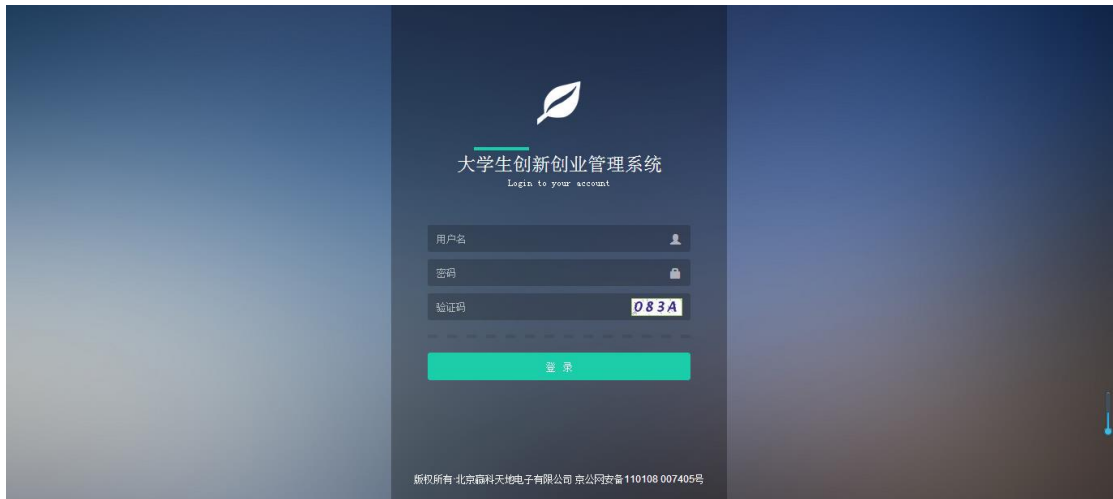 大学生创新创业管理系统
Login to your account
用户名
密码
验证码 083A
登 录
版权所有·北京赢科天地电子有限公司 京公网安备110108 007405号